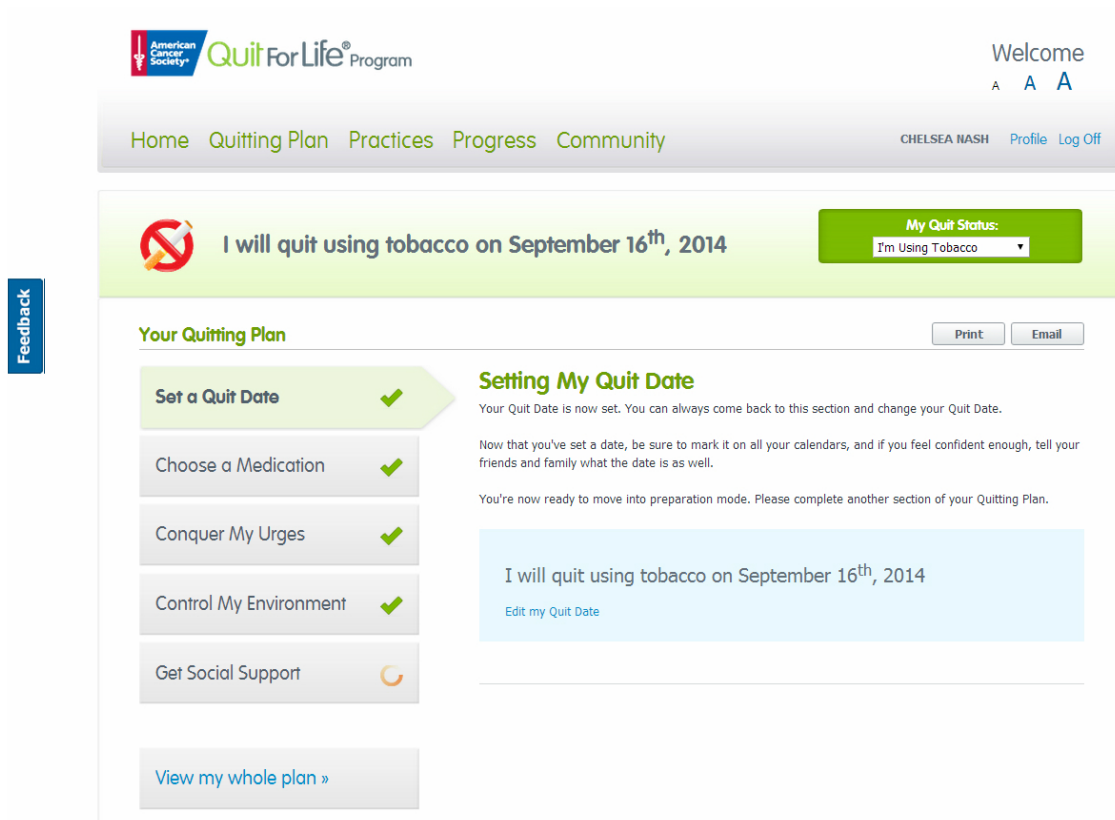 American Cancer Society® Quit For Life® Program
Welcome
A A A
Home Quitting Plan Practices Progress Community
CHELSEA NASH Profile Log Off
Feedback
I will quit using tobacco on September 16th, 2014
My Quit Status:
I'm Using Tobacco
Your Quitting Plan
Print Email
Set a Quit Date
Choose a Medication
Conquer My Urges
Control My Environment
Get Social Support
View my whole plan »
Setting My Quit Date
Your Quit Date is now set. You can always come back to this section and change your Quit Date.
Now that you've set a date, be sure to mark it on all your calendars, and if you feel confident enough, tell your
friends and family what the date is as well.
You're now ready to move into preparation mode. Please complete another section of your Quitting Plan.
I will quit using tobacco on September 16th, 2014
Edit my Quit Date